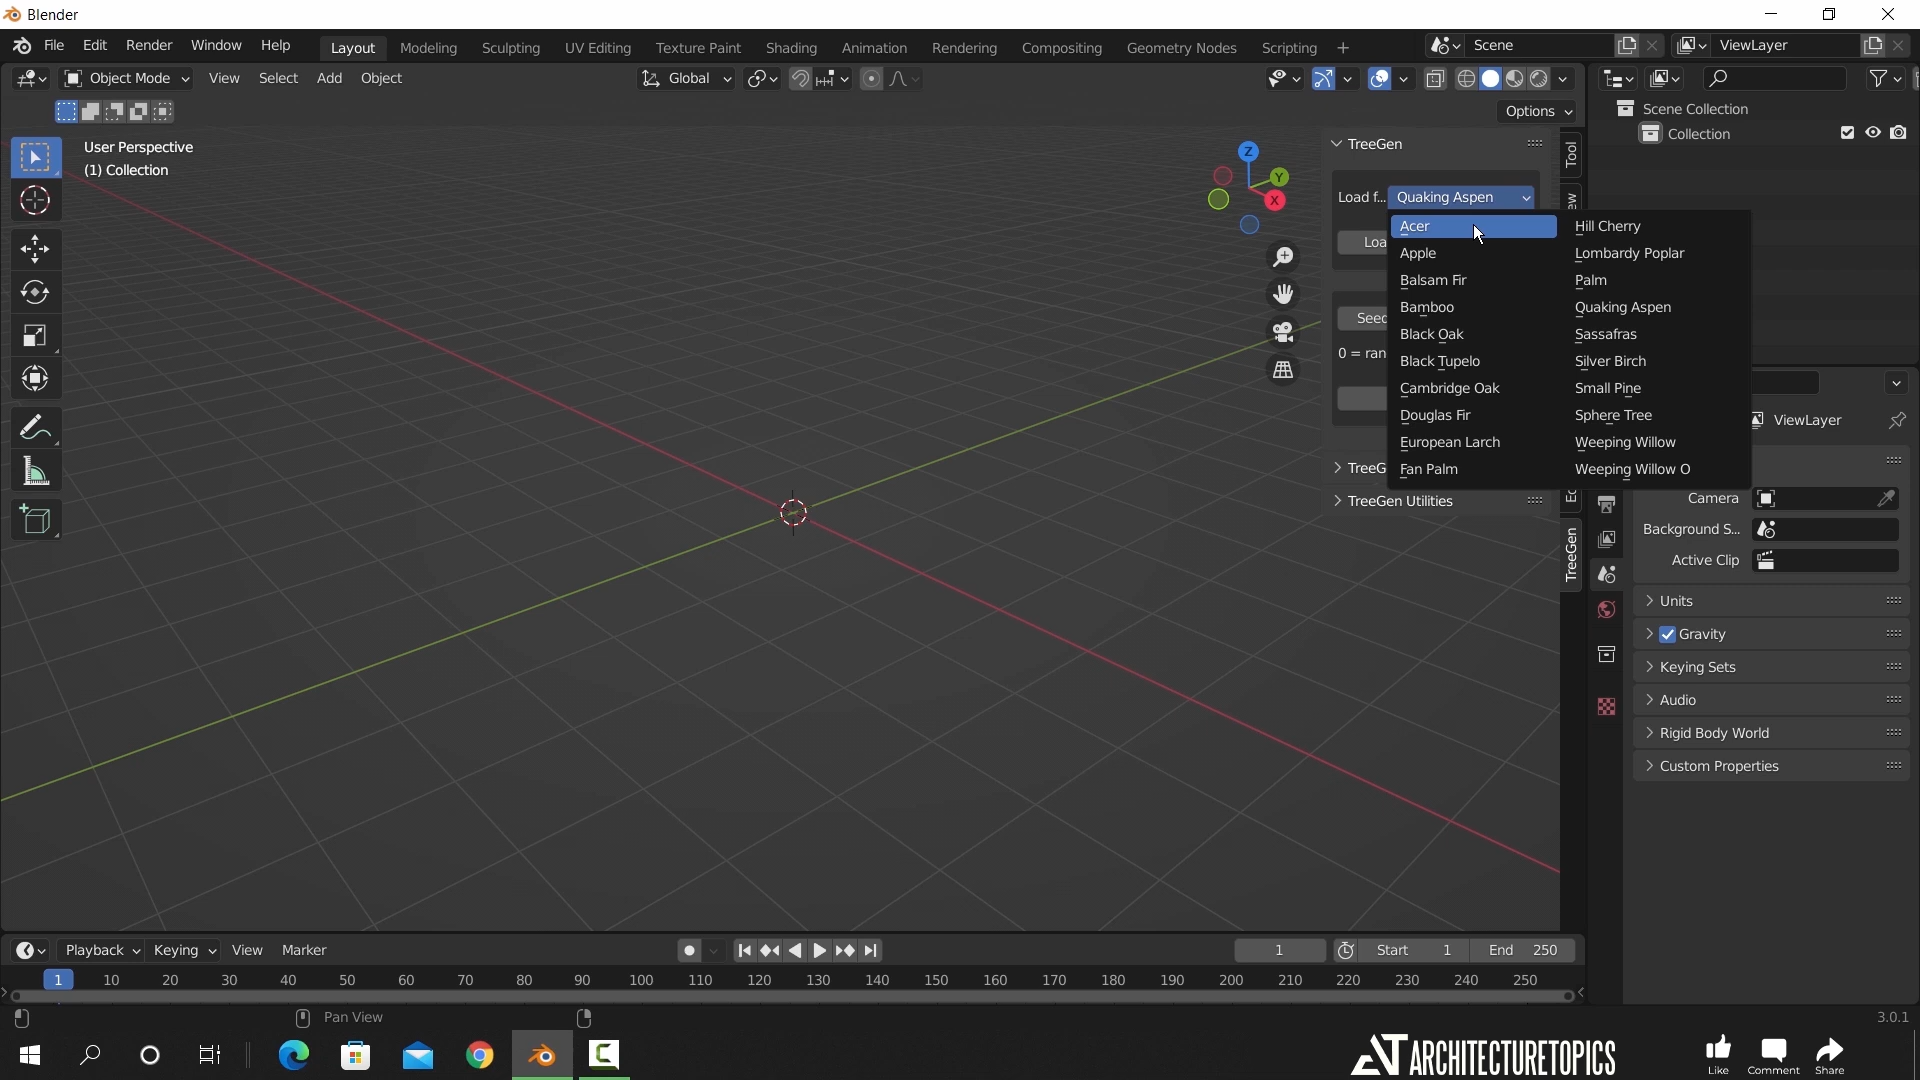 Blender
File Edit Render Window Help Layout Modeling Sculpting UV Editing Texture Paint Shading Animation Rendering Compositing Geometry Nodes Scripting + Scene ViewLayer
Object Mode View Select Add Object Global
Options
User Perspective
(1) Collection
Z
Y
X
TreeGen
Load f... Quaking Aspen
Loa
Seed
0 = ran
TreeG
TreeGen Utilities
Acer
Apple
Balsam Fir
Bamboo
Black Oak
Black Tupelo
Cambridge Oak
Douglas Fir
European Larch
Fan Palm
Hill Cherry
Lombardy Poplar
Palm
Quaking Aspen
Sassafras
Silver Birch
Small Pine
Sphere Tree
Weeping Willow
Weeping Willow O
Tool
TreeGen
Scene Collection
Collection
ViewLayer
Camera
Background S...
Active Clip
Units
Gravity
Keying Sets
Audio
Rigid Body World
Custom Properties
Playback Keying View Marker 1 Start 1 End 250
1 10 20 30 40 50 60 70 80 90 100 110 120 130 140 150 160 170 180 190 200 210 220 230 240 250
Pan View 3.0.1
AT ARCHITECTURETOPICS
Like Comment Share